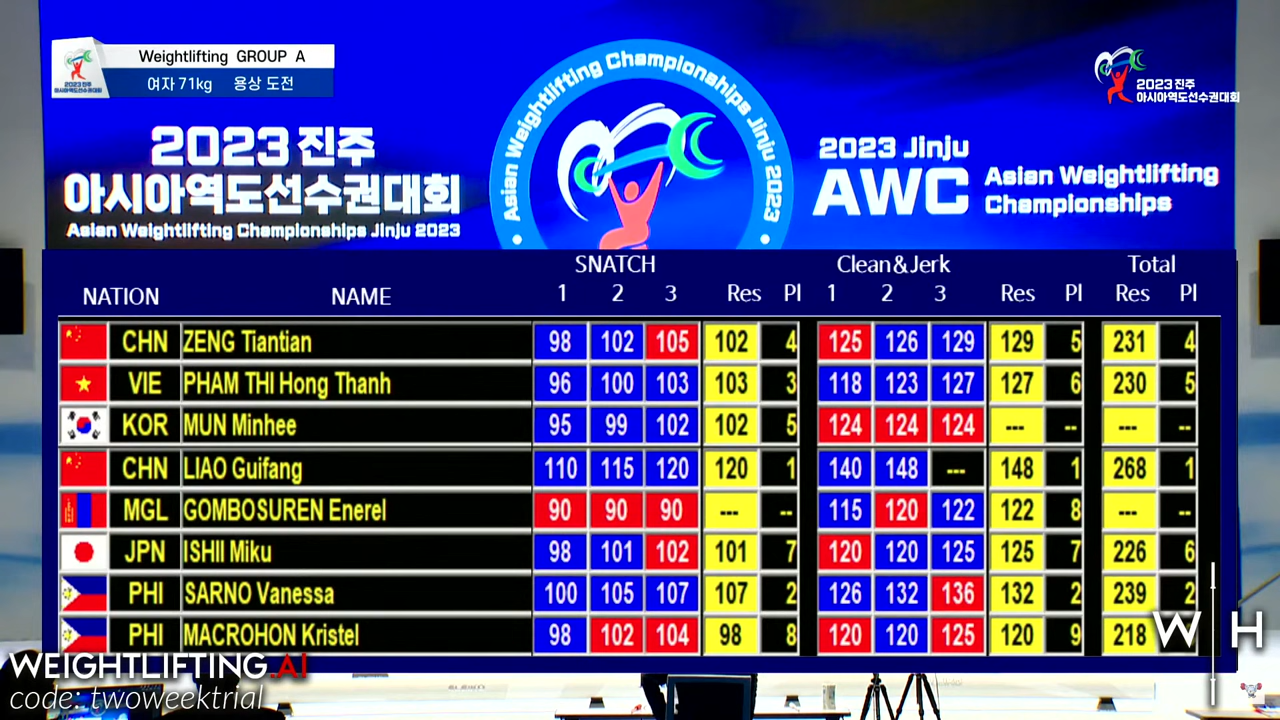 Weightlifting GROUP A
여자 71kg 용상 도전
2023 진주
아시아역도선수권대회
2023 진주
아시아역도선수권대회
2023 진주
아시아역도선수권대회
Asian Weightlifting Championships Jinju 2023
Asian Weightlifting Championships Jinju 2023
2023 Jinju
AWC Asian Weightlifting
Championships
SNATCH Clean&Jerk Total
NATION NAME 1 2 3 Res Pl 1 2 3 Res Pl Res Pl
CHN ZENG Tiantian 98 102 105 102 4 125 126 129 129 5 231 4
VIE PHAM THI Hong Thanh 96 100 103 103 3 118 123 127 127 6 230 5
KOR MUN Minhee 95 99 102 102 5 124 124 124 --- -- --- --
CHN LIAO Guifang 110 115 120 120 1 140 148 --- 148 1 268 1
MGL GOMBOSUREN Enerel 90 90 90 --- -- 115 120 122 122 8 --- --
JPN ISHII Miku 98 101 102 101 7 120 120 125 125 7 226 6
PHI SARNO Vanessa 100 105 107 107 2 126 132 136 132 2 239 2
PHI MACROHON Kristel 98 102 104 98 8 120 120 125 120 9 218
W H
WEIGHTLIFTING.AI
code: twoweektrial